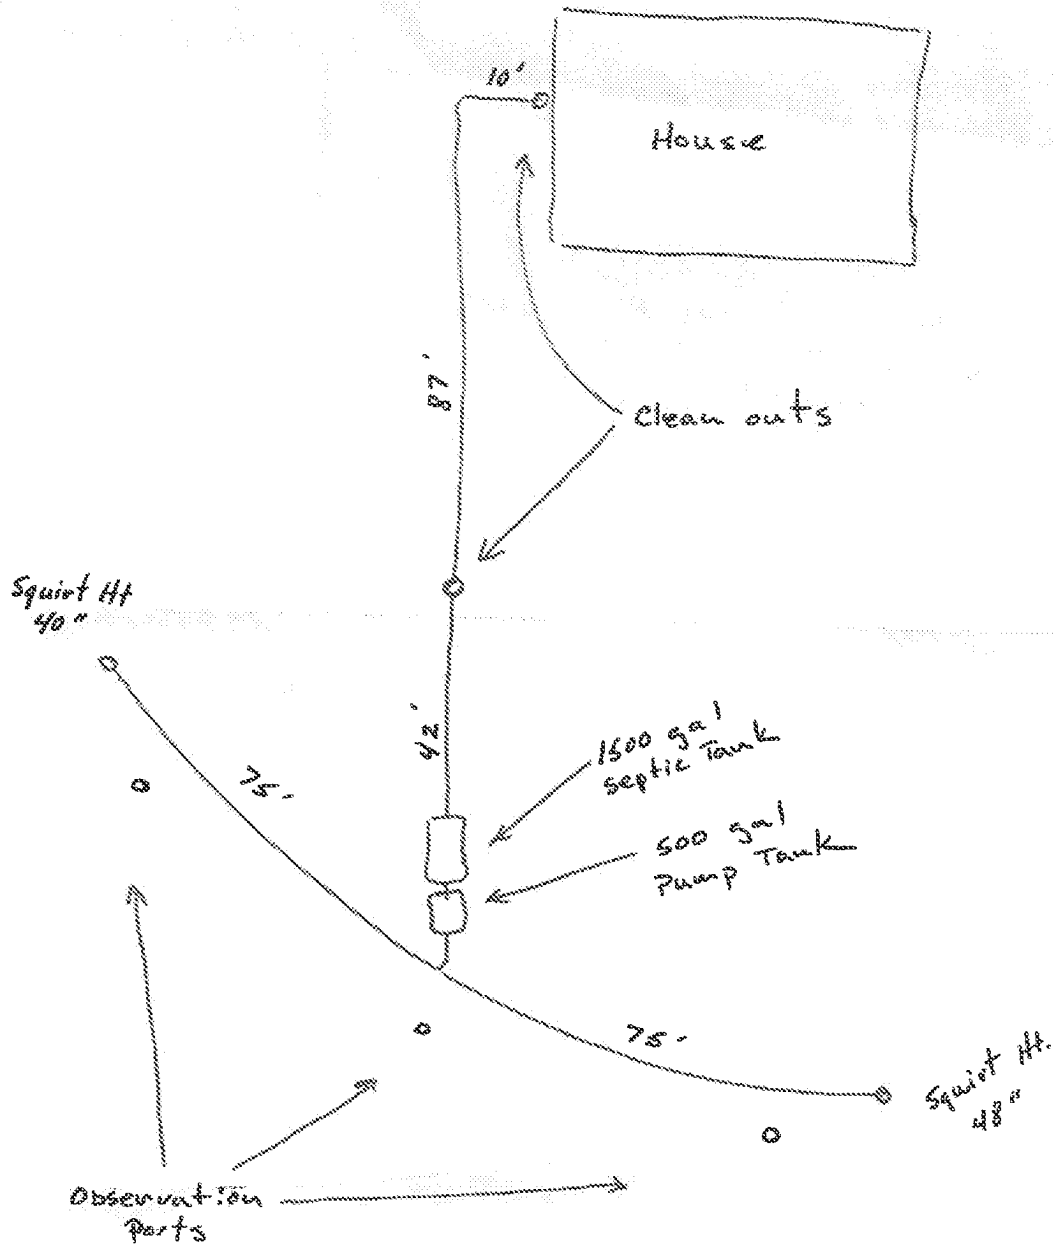 10'
House
87'
Clean outs
Squirt Ht
40"
42'
1500 gal
Septic Tank
75'
500 gal
Pump Tank
75'
Squirt Ht.
48"
Observation
ports